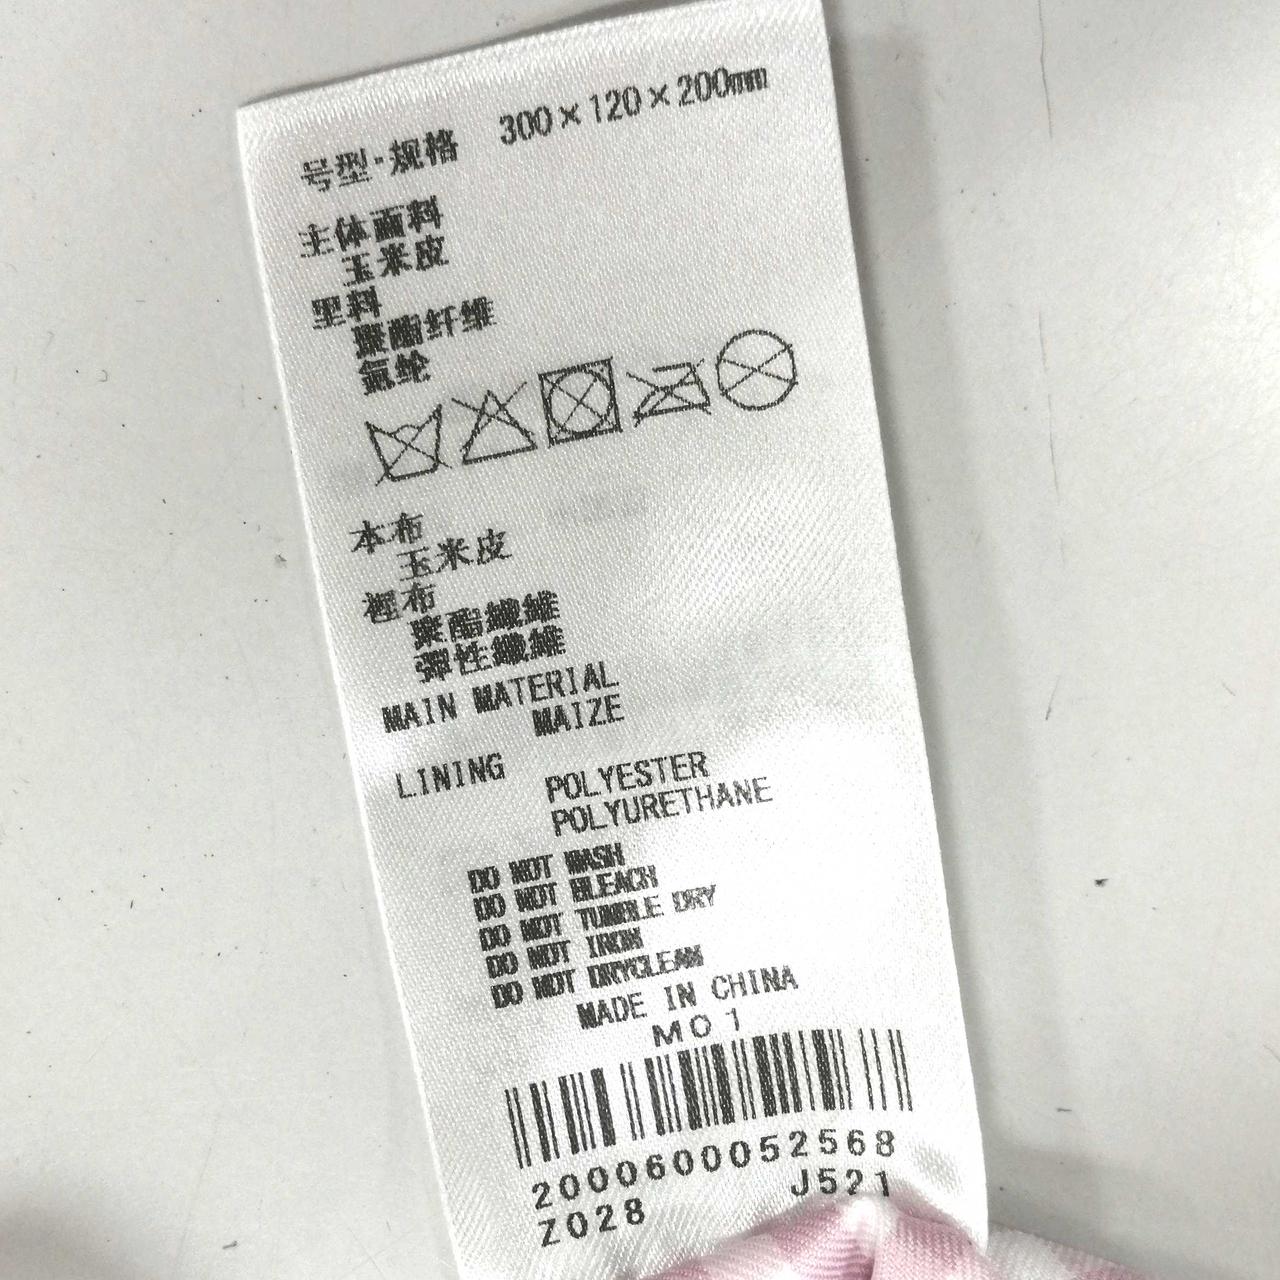 号型·规格 300×120×200mm
主体面料
玉米皮
里料
聚酯纤维
氨纶
本布
玉米皮
裡布
聚酯纖維
弹性纖維
MAIN MATERIAL
MAIZE
LINING POLYESTER
POLYURETHANE
DO NOT WASH
DO NOT BLEACH
DO NOT TUMBLE DRY
DO NOT IRON
DO NOT DRYCLEAN
MADE IN CHINA
M01
2000600052568
Z028 J521